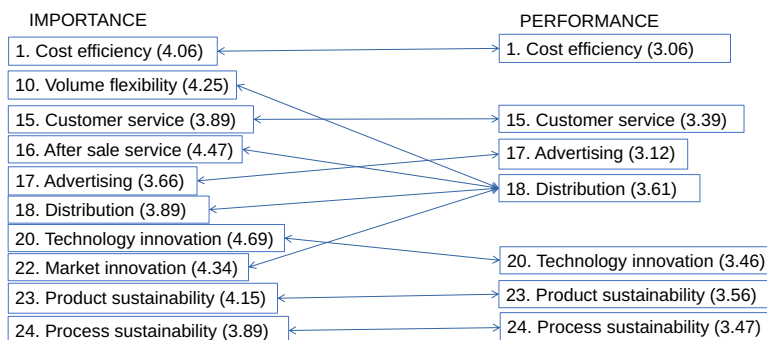 IMPORTANCE
PERFORMANCE
1. Cost efficiency (4.06)
1. Cost efficiency (3.06)
10. Volume flexibility (4.25)
15. Customer service (3.89)
15. Customer service (3.39)
16. After sale service (4.47)
17. Advertising (3.12)
17. Advertising (3.66)
18. Distribution (3.61)
18. Distribution (3.89)
20. Technology innovation (4.69)
20. Technology innovation (3.46)
22. Market innovation (4.34)
23. Product sustainability (4.15)
23. Product sustainability (3.56)
24. Process sustainability (3.89)
24. Process sustainability (3.47)